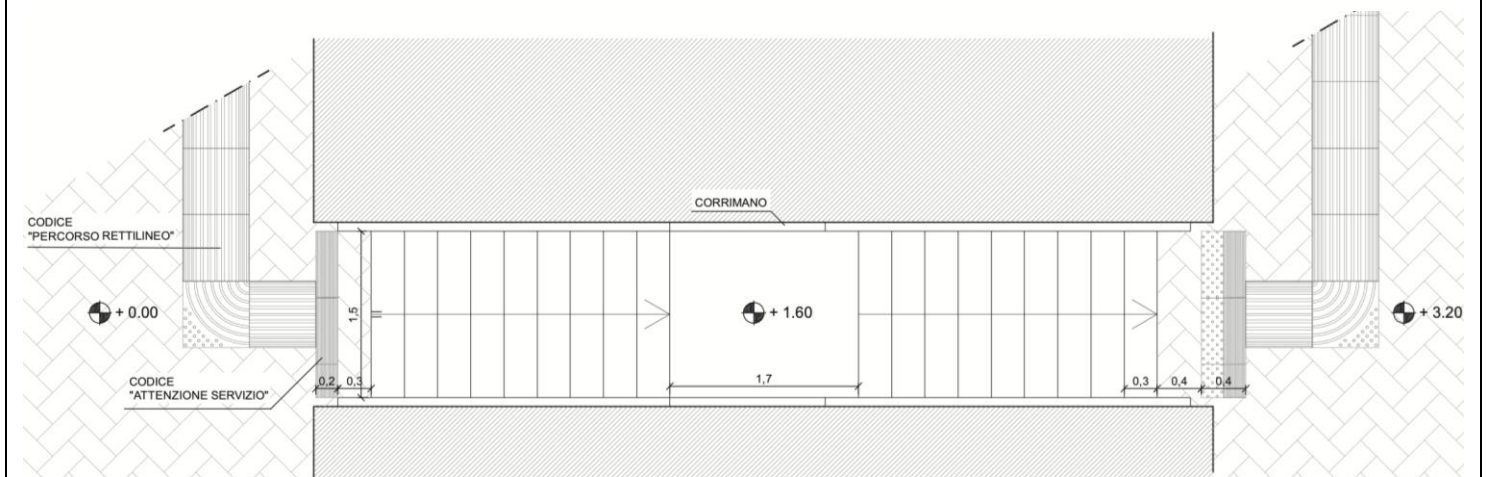 CORRIMANO
CODICE
"PERCORSO RETTILINEO"
+ 0.00
1,5
+ 1.60
+ 3.20
CODICE
"ATTENZIONE SERVIZIO"
0,2
0,3
1,7
0,3
0,4
0,4